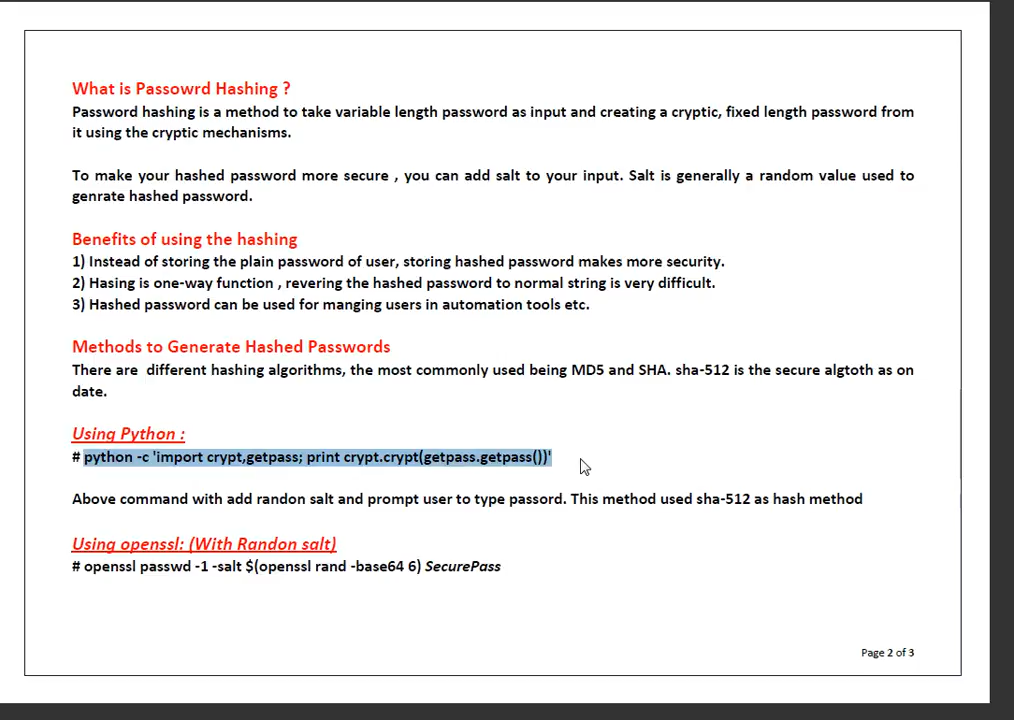 What is Passowrd Hashing ?
Password hashing is a method to take variable length password as input and creating a cryptic, fixed length password from
it using the cryptic mechanisms.
To make your hashed password more secure , you can add salt to your input. Salt is generally a random value used to
genrate hashed password.
Benefits of using the hashing
1) Instead of storing the plain password of user, storing hashed password makes more security.
2) Hasing is one-way function , revering the hashed password to normal string is very difficult.
3) Hashed password can be used for manging users in automation tools etc.
Methods to Generate Hashed Passwords
There are  different hashing algorithms, the most commonly used being MD5 and SHA. sha-512 is the secure algtoth as on
date.
Using Python :
# python -c 'import crypt,getpass; print crypt.crypt(getpass.getpass())'
Above command with add randon salt and prompt user to type passord. This method used sha-512 as hash method
Using openssl: (With Randon salt)
# openssl passwd -1 -salt $(openssl rand -base64 6) SecurePass
Page 2 of 3